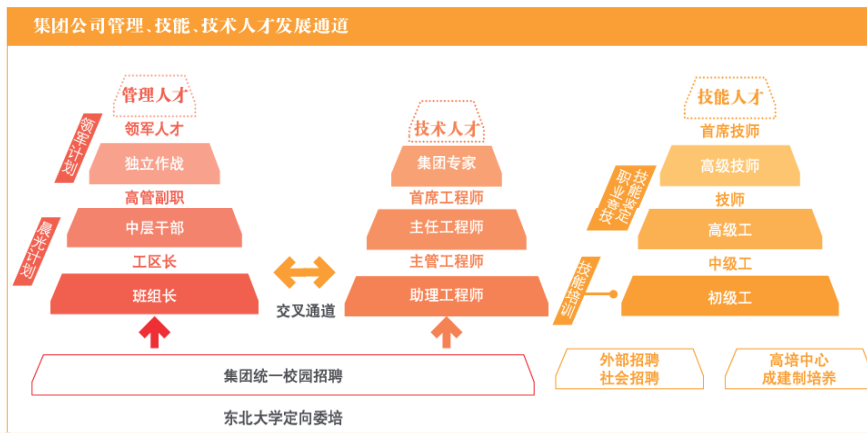 集团公司管理、技能、技术人才发展通道
管理人才
领军人才
独立作战
高管副职
中层干部
工区长
班组长
领军计划
晨光计划
交叉通道
技术人才
集团专家
首席工程师
主任工程师
主管工程师
助理工程师
技能人才
首席技师
高级技师
技师
高级工
中级工
初级工
技能鉴定
职业竞技
技能培训
集团统一校园招聘
东北大学定向委培
外部招聘
社会招聘
高培中心
成建制培养